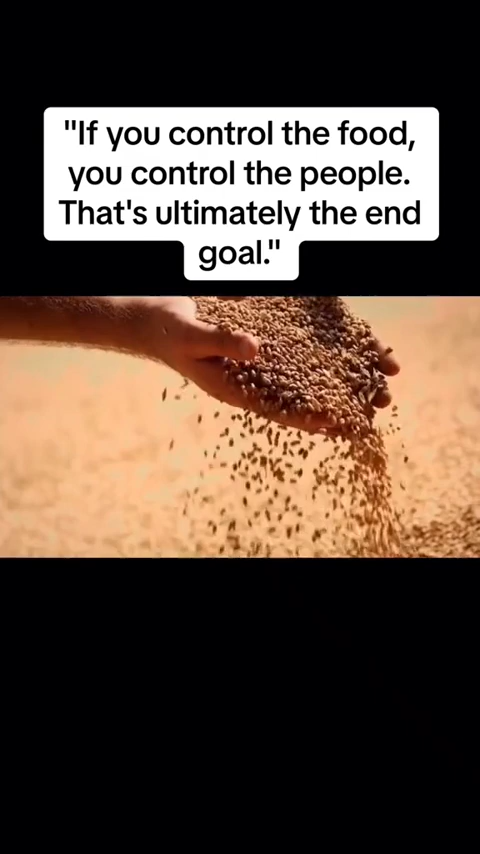 "If you control the food,
you control the people.
That's ultimately the end
goal."